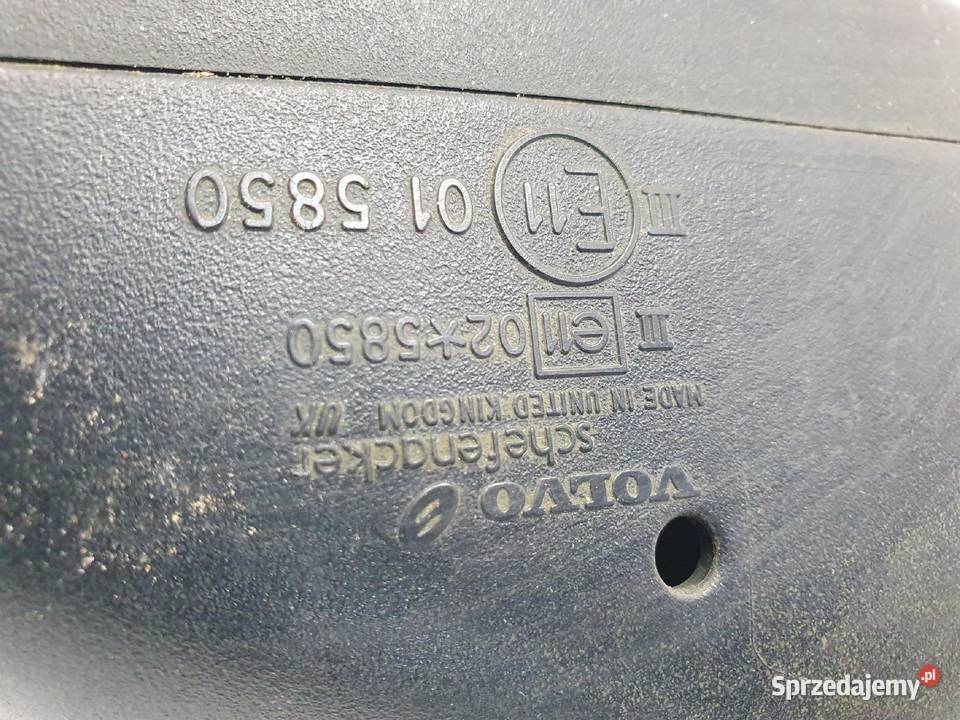 VOLVO
schefenacker
MADE IN UNITED KINGDOM UK
III e11 02*5850
III E11 01 5850
Sprzedajemy.pl